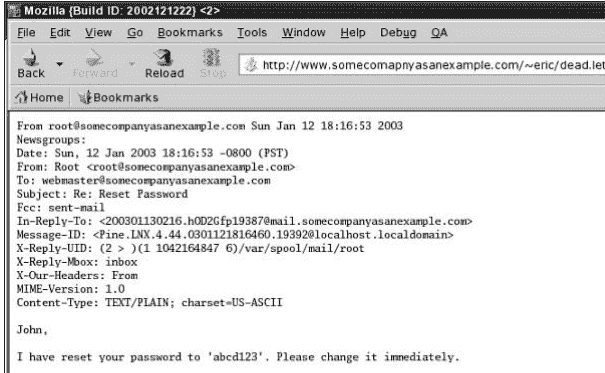 Mozilla {Build ID: 2002121222} <2>
File Edit View Go Bookmarks Tools Window Help Debug QA
Back Forward Reload Stop http://www.somecomapnyasanexample.com/~eric/dead.let
Home Bookmarks
From root@somecompanyasanexample.com Sun Jan 12 18:16:53 2003
Newsgroups:
Date: Sun, 12 Jan 2003 18:16:53 -0800 (PST)
From: Root <root@somecompanyasanexample.com>
To: webmaster@somecompanyasanexample.com
Subject: Re: Reset Password
Fcc: sent-mail
In-Reply-To: <200301130216.h0D2Gfp19387@mail.somecompanyasanexample.com>
Message-ID: <Pine.LNX.4.44.0301121816460.19392@localhost.localdomain>
X-Reply-UID: (2 > )(1 1042164847 6)/var/spool/mail/root
X-Reply-Mbox: inbox
X-Our-Headers: From
MIME-Version: 1.0
Content-Type: TEXT/PLAIN; charset=US-ASCII
John,
I have reset your password to 'abcd123'. Please change it immediately.